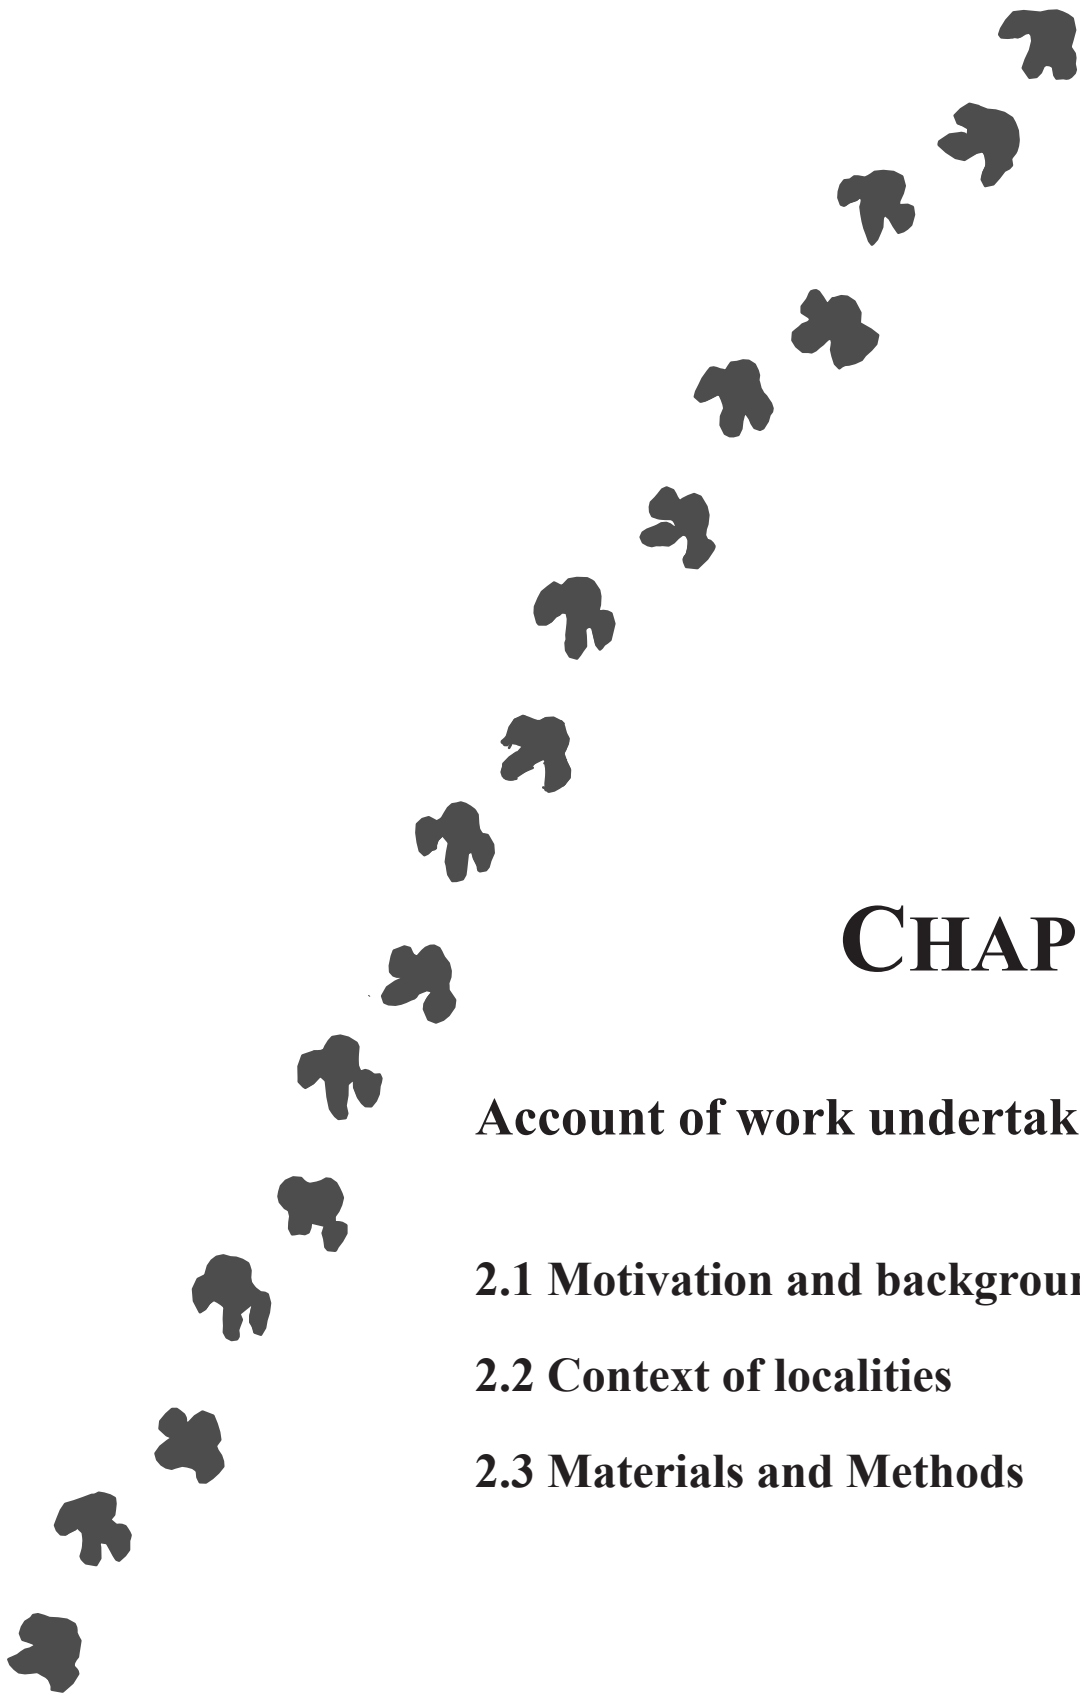 CHAP
Account of work undertak
2.1 Motivation and backgroun
2.2 Context of localities
2.3 Materials and Methods